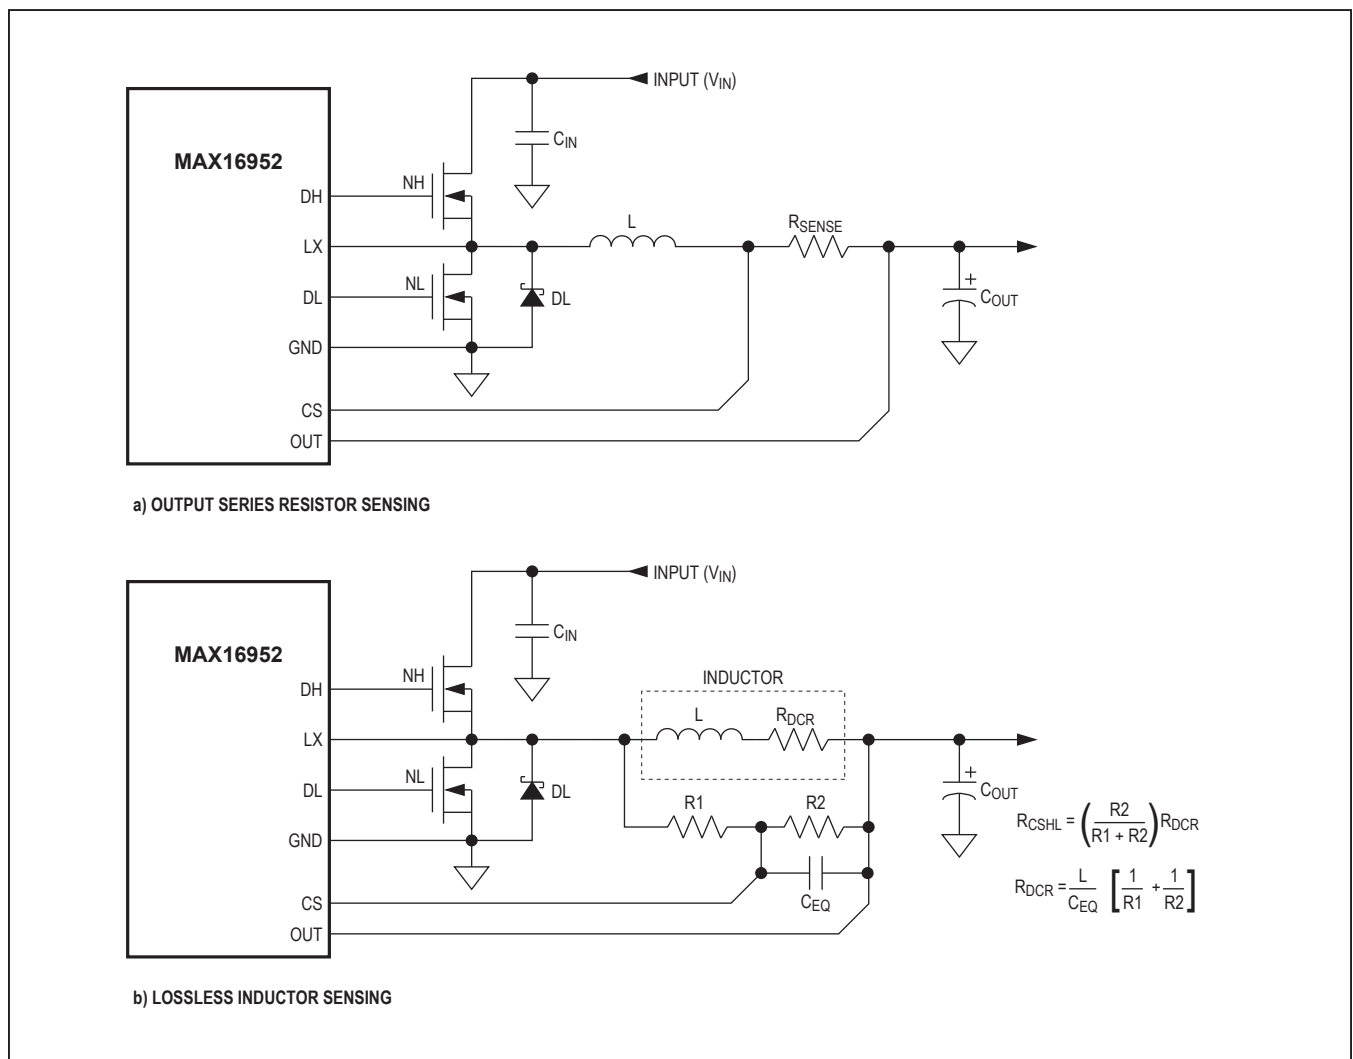 INPUT (VIN)
CIN
MAX16952
NH
DH
L
RSENSE
LX
NL
DL
DL
+
COUT
GND
CS
OUT
a) OUTPUT SERIES RESISTOR SENSING
INPUT (VIN)
CIN
MAX16952
NH
DH
INDUCTOR
L
RDCR
LX
NL
DL
DL
+
COUT
R1
R2
RCSHL = (R2 / R1 + R2) RDCR
GND
CS
CEQ
RDCR = L / CEQ [1 / R1 + 1 / R2]
OUT
b) LOSSLESS INDUCTOR SENSING